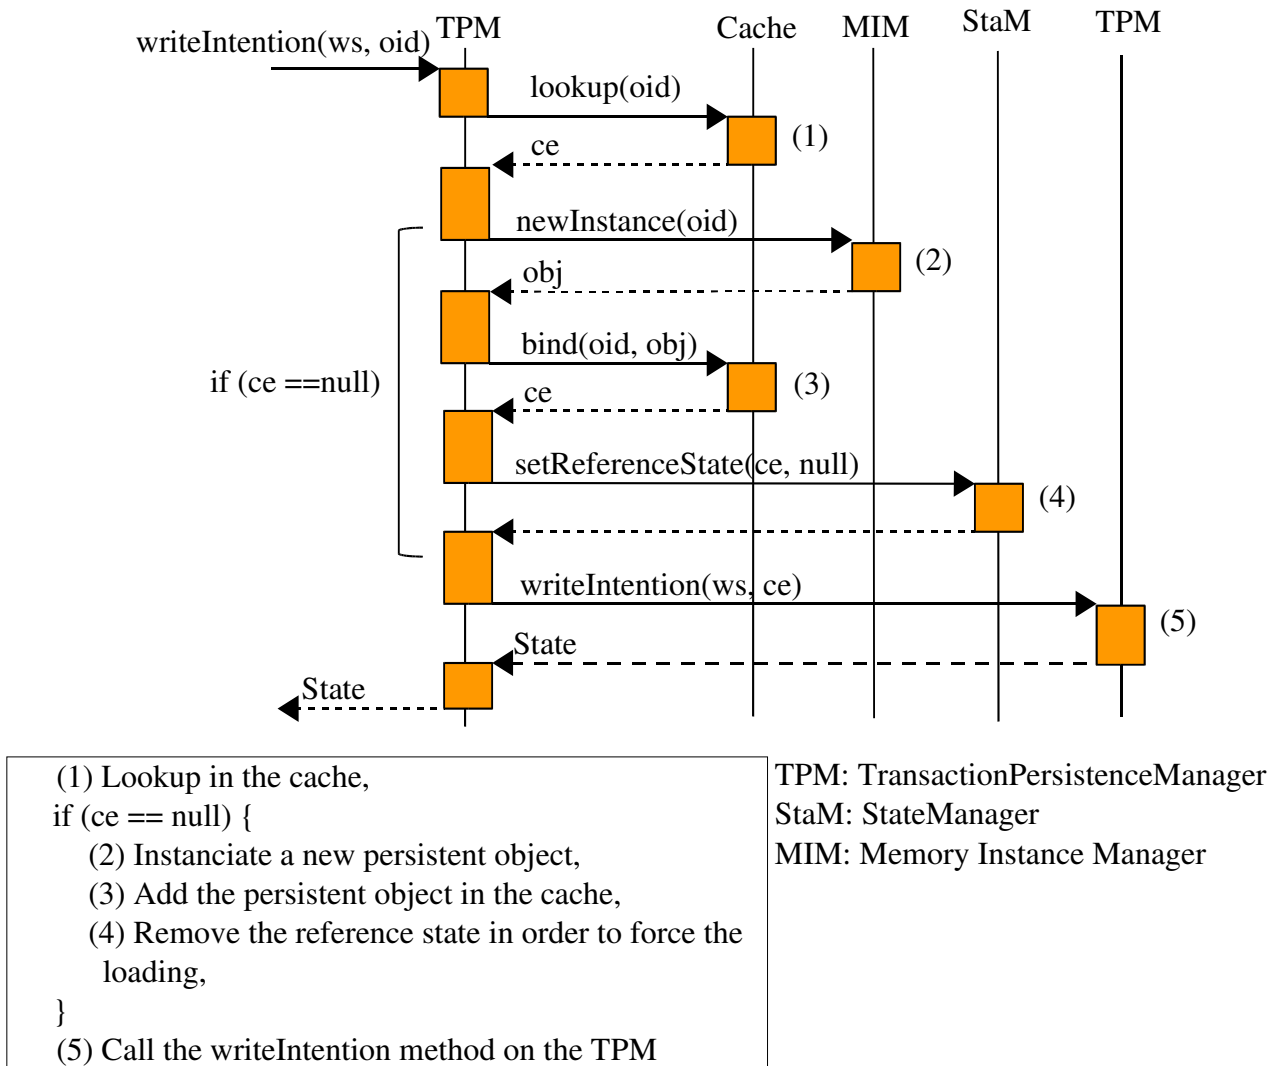 TPM
Cache
MIM
StaM
TPM
writeIntention(ws, oid)
lookup(oid)
(1)
ce
newInstance(oid)
(2)
obj
bind(oid, obj)
if (ce ==null)
(3)
ce
setReferenceState(ce, null)
(4)
writeIntention(ws, ce)
(5)
State
State
(1) Lookup in the cache,
if (ce == null) {
(2) Instanciate a new persistent object,
(3) Add the persistent object in the cache,
(4) Remove the reference state in order to force the
loading,
}
(5) Call the writeIntention method on the TPM
TPM: TransactionPersistenceManager
StaM: StateManager
MIM: Memory Instance Manager